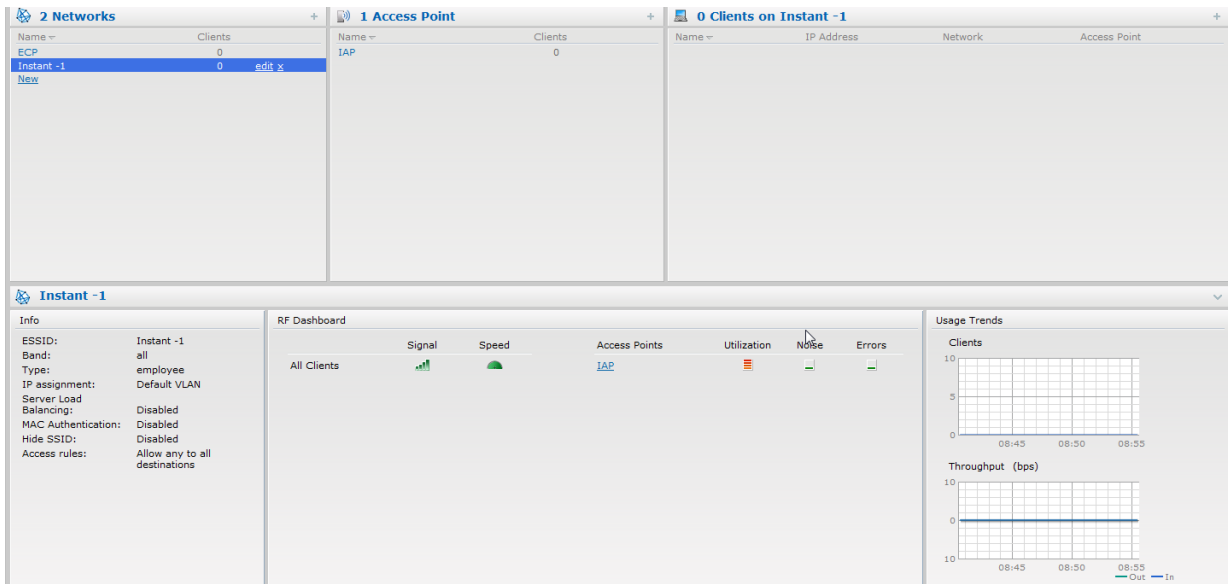 2 Networks +
Name Clients
ECP 0
Instant -1 0 edit x
New
1 Access Point +
Name Clients
IAP 0
0 Clients on Instant -1 +
Name IP Address Network Access Point
Instant -1
Info
ESSID: Instant -1
Band: all
Type: employee
IP assignment: Default VLAN
Server Load
Balancing: Disabled
MAC Authentication: Disabled
Hide SSID: Disabled
Access rules: Allow any to all
destinations
RF Dashboard
Signal Speed Access Points Utilization Noise Errors
All Clients IAP
Usage Trends
Clients
10
5
0
08:45 08:50 08:55
Throughput (bps)
10
0
10
08:45 08:50 08:55
Out In